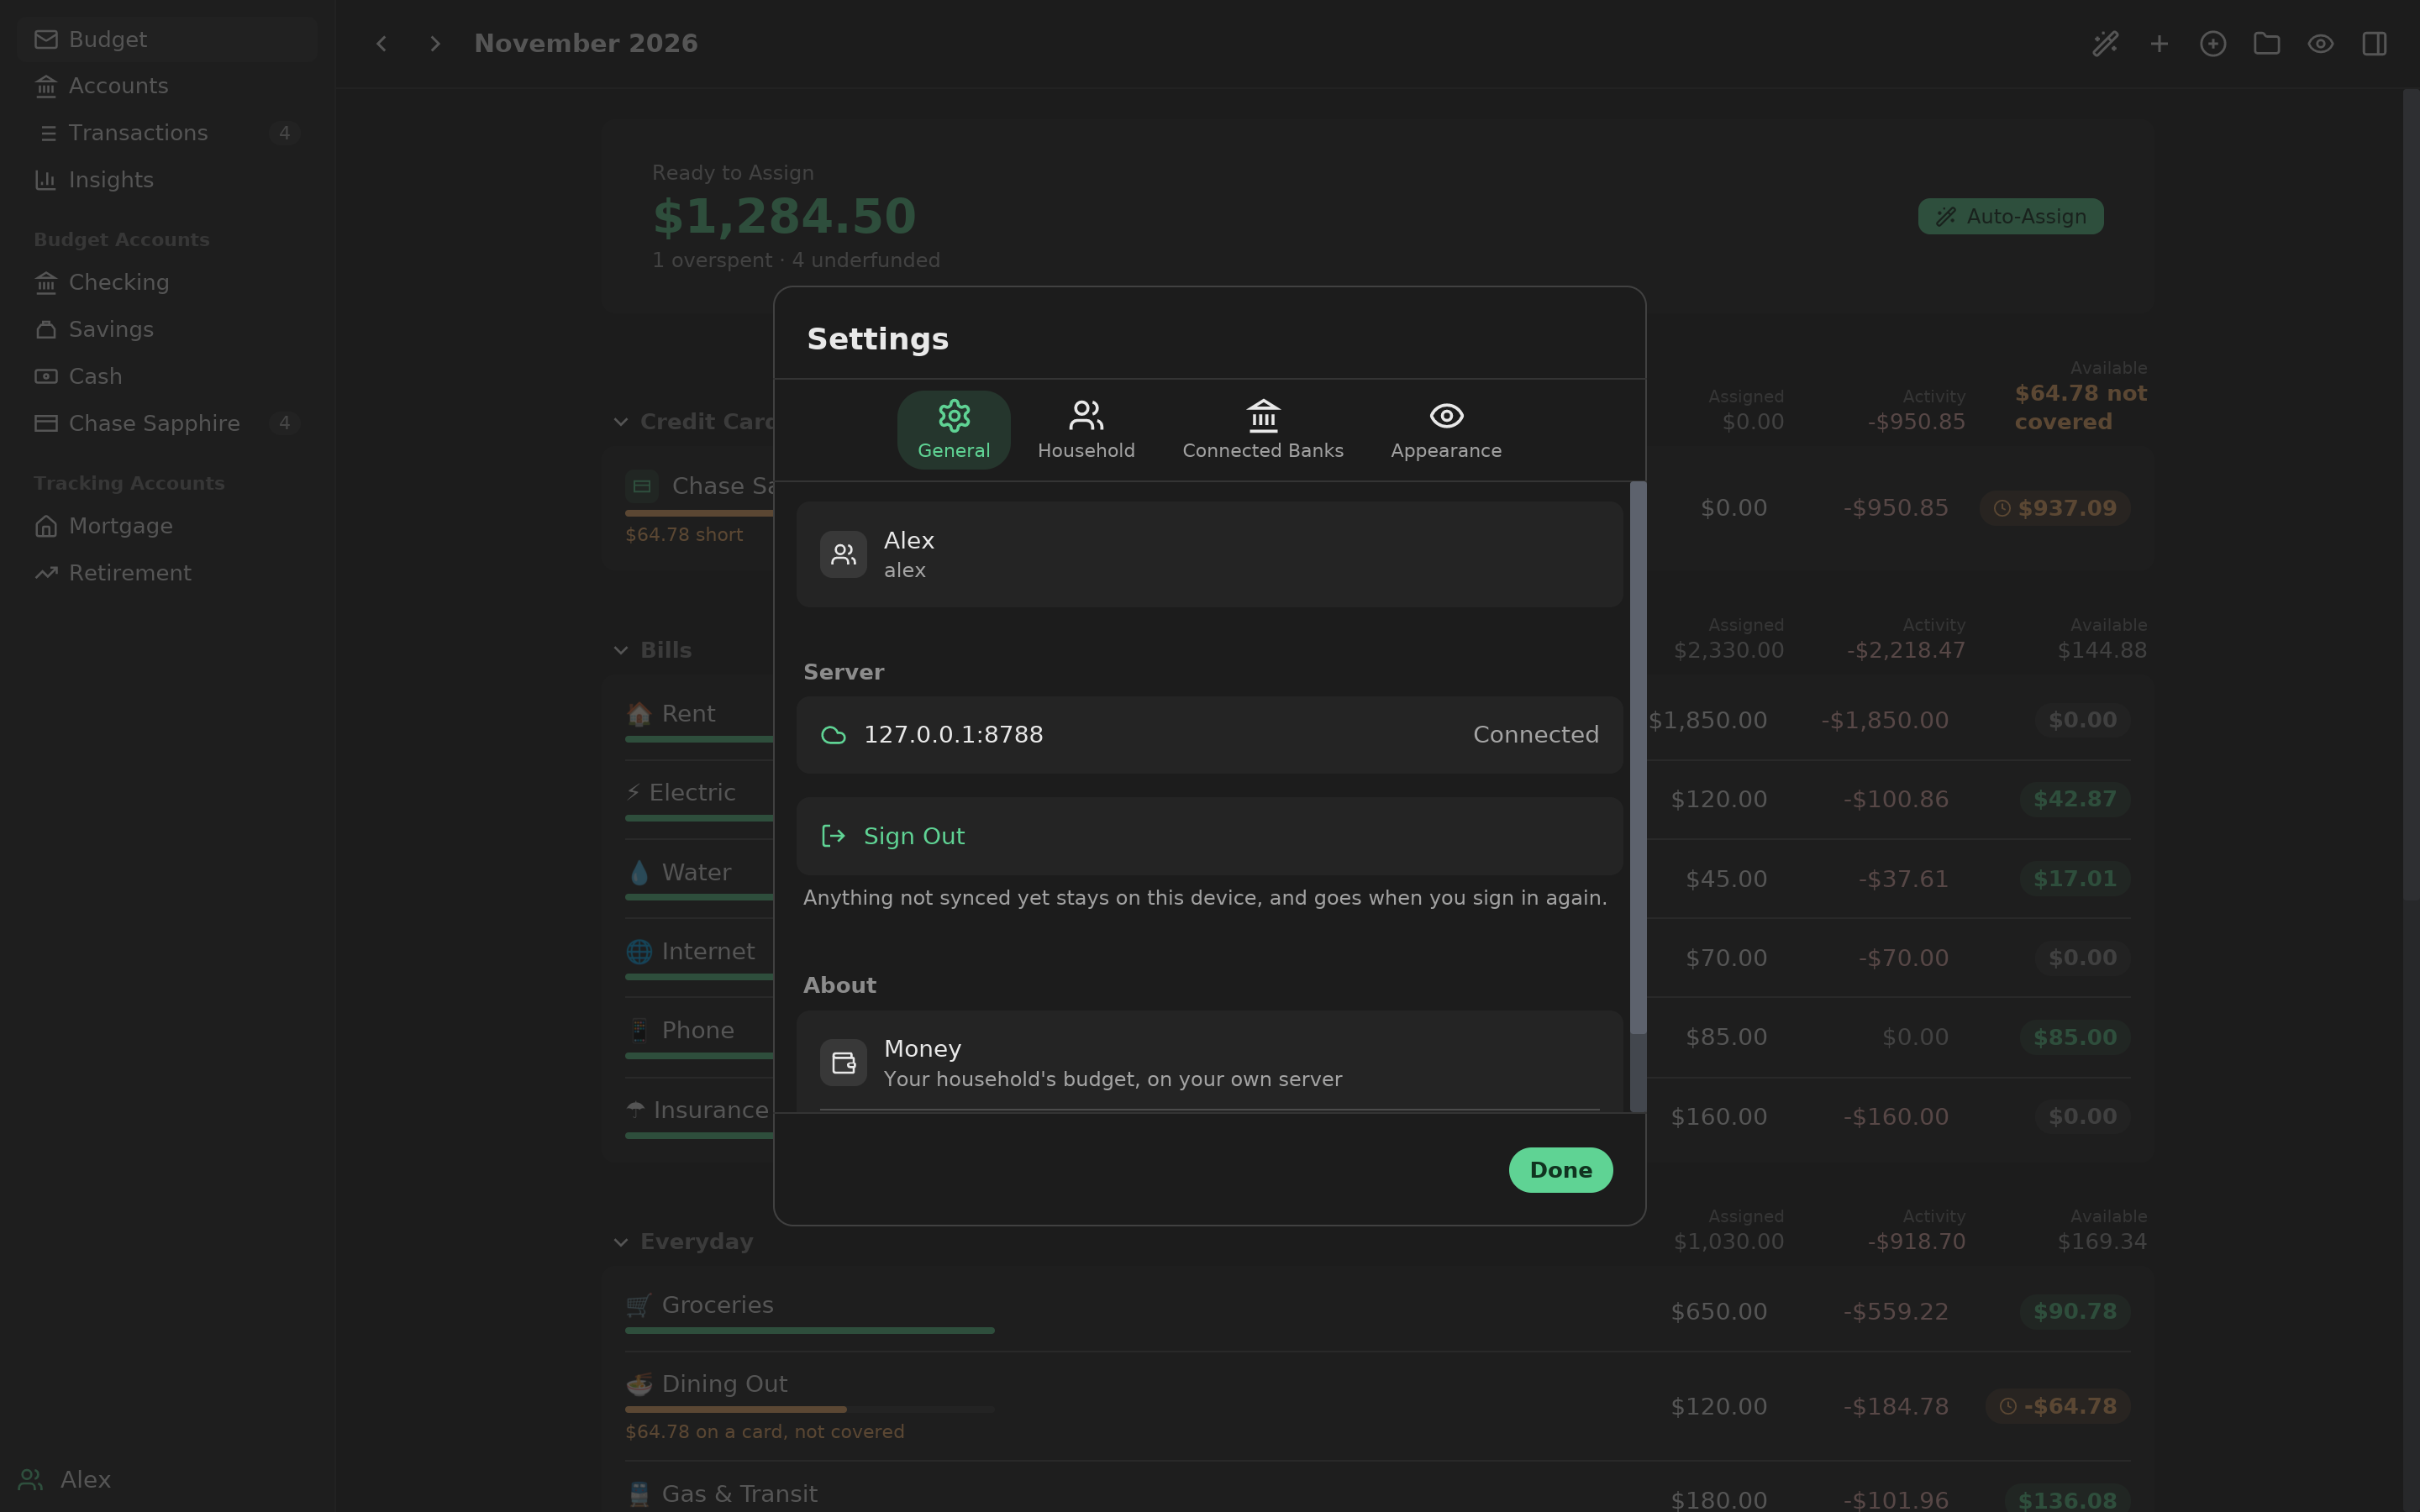 Budget
Accounts
Transactions 4
Insights
Budget Accounts
Checking
Savings
Cash
Chase Sapphire 4
Tracking Accounts
Mortgage
Retirement
Alex
November 2026
Ready to Assign
$1,284.50
1 overspent · 4 underfunded
Auto-Assign
Credit Card
Assigned
$0.00
Activity
-$950.85
Available
$64.78 not
covered
Chase Sa
$64.78 short
$0.00 -$950.85 $937.09
Bills
Assigned
$2,330.00
Activity
-$2,218.47
Available
$144.88
Rent $1,850.00 -$1,850.00 $0.00
Electric $120.00 -$100.86 $42.87
Water $45.00 -$37.61 $17.01
Internet $70.00 -$70.00 $0.00
Phone $85.00 $0.00 $85.00
Insurance $160.00 -$160.00 $0.00
Everyday
Assigned
$1,030.00
Activity
-$918.70
Available
$169.34
Groceries $650.00 -$559.22 $90.78
Dining Out $120.00 -$184.78 -$64.78
$64.78 on a card, not covered
Gas & Transit $180.00 -$101.96 $136.08
Settings
General
Household
Connected Banks
Appearance
Alex
alex
Server
127.0.0.1:8788 Connected
Sign Out
Anything not synced yet stays on this device, and goes when you sign in again.
About
Money
Your household's budget, on your own server
Done